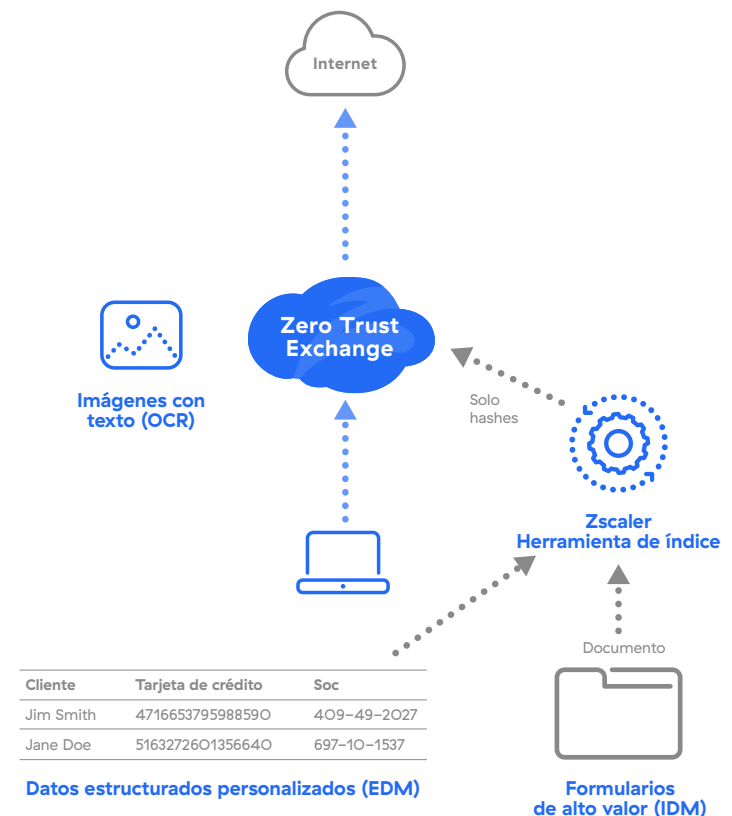 Internet
Zero Trust
Exchange
Imágenes con
texto (OCR)
Solo
hashes
Zscaler
Herramienta de índice
Documento
Cliente Tarjeta de crédito Soc
Jim Smith 4716653795988590 409-49-2027
Jane Doe 5163272601356640 697-10-1537
Datos estructurados personalizados (EDM)
Formularios
de alto valor (IDM)